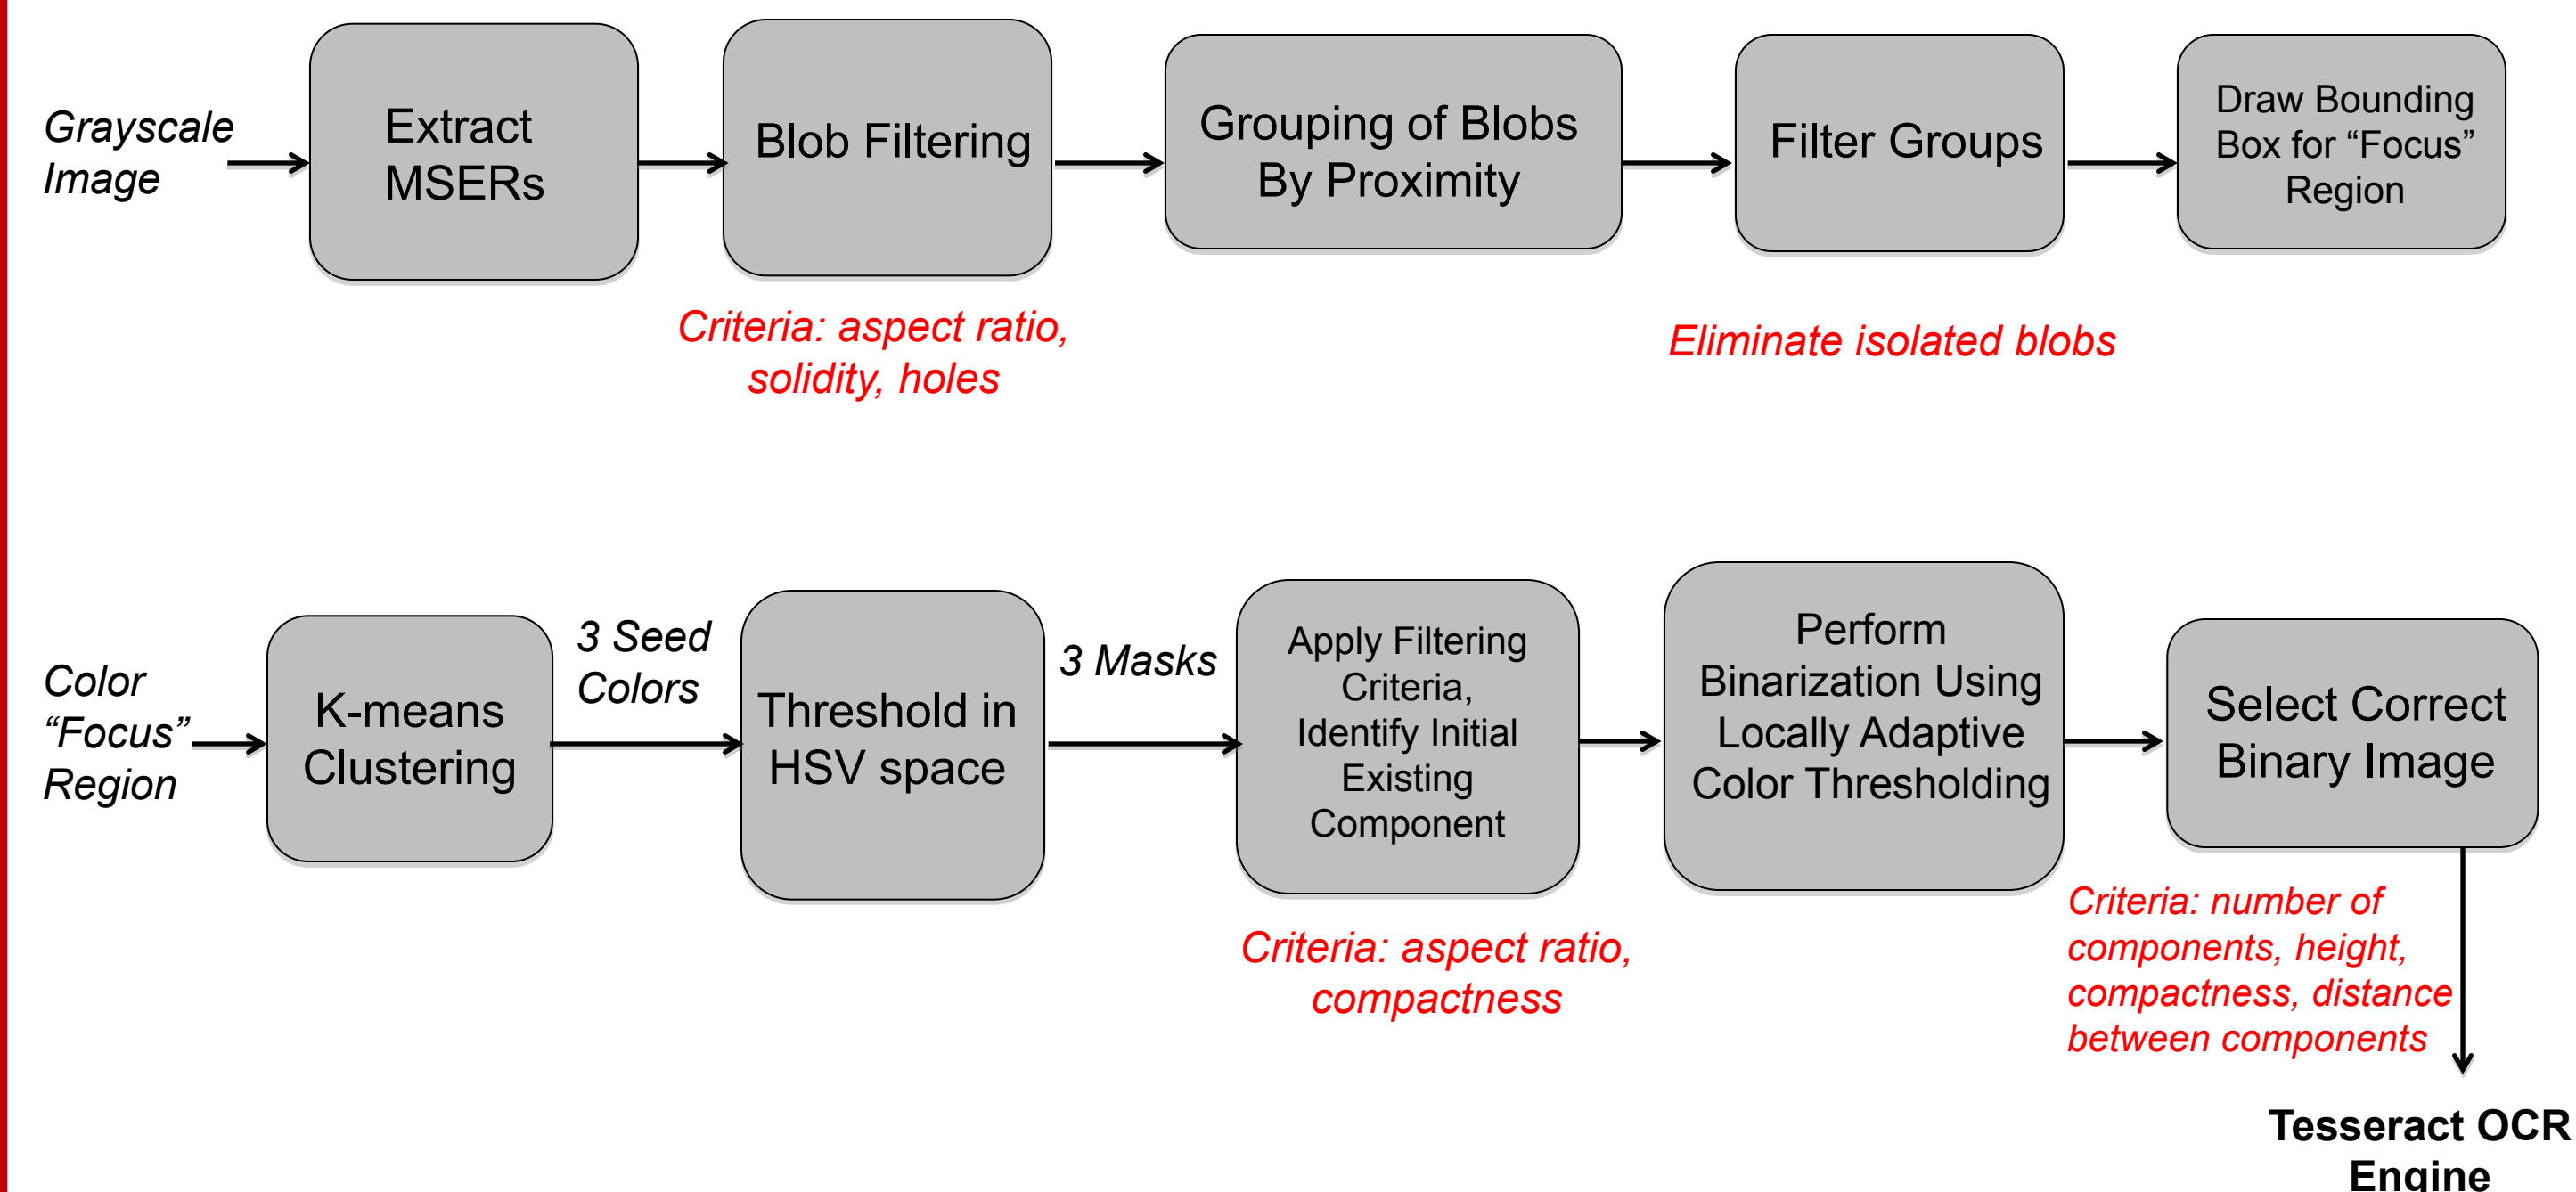 Grayscale
Image
Extract
MSERs
Blob Filtering
Grouping of Blobs
By Proximity
Filter Groups
Draw Bounding
Box for “Focus”
Region
Criteria: aspect ratio,
solidity, holes
Eliminate isolated blobs
Color
“Focus”
Region
K-means
Clustering
3 Seed
Colors
Threshold in
HSV space
3 Masks
Apply Filtering
Criteria,
Identify Initial
Existing
Component
Perform
Binarization Using
Locally Adaptive
Color Thresholding
Select Correct
Binary Image
Criteria: aspect ratio,
compactness
Criteria: number of
components, height,
compactness, distance
between components
Tesseract OCR
Engine